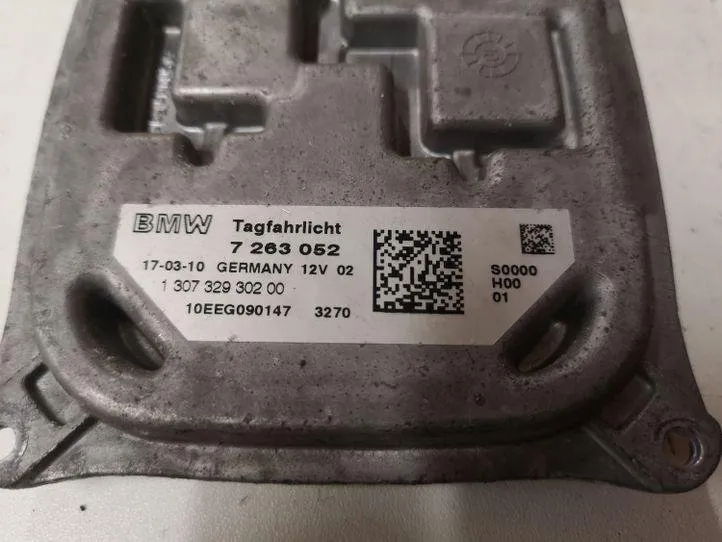 BMW Tagfahrlicht
7 263 052
17-03-10 GERMANY 12V 02
1 307 329 302 00
10EEG090147 3270
S0000
H00
01